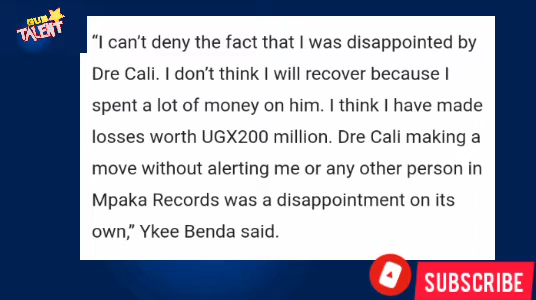 OUR
TALENT
“I can’t deny the fact that I was disappointed by
Dre Cali. I don’t think I will recover because I
spent a lot of money on him. I think I have made
losses worth UGX200 million. Dre Cali making a
move without alerting me or any other person in
Mpaka Records was a disappointment on its
own,” Ykee Benda said.
SUBSCRIBE